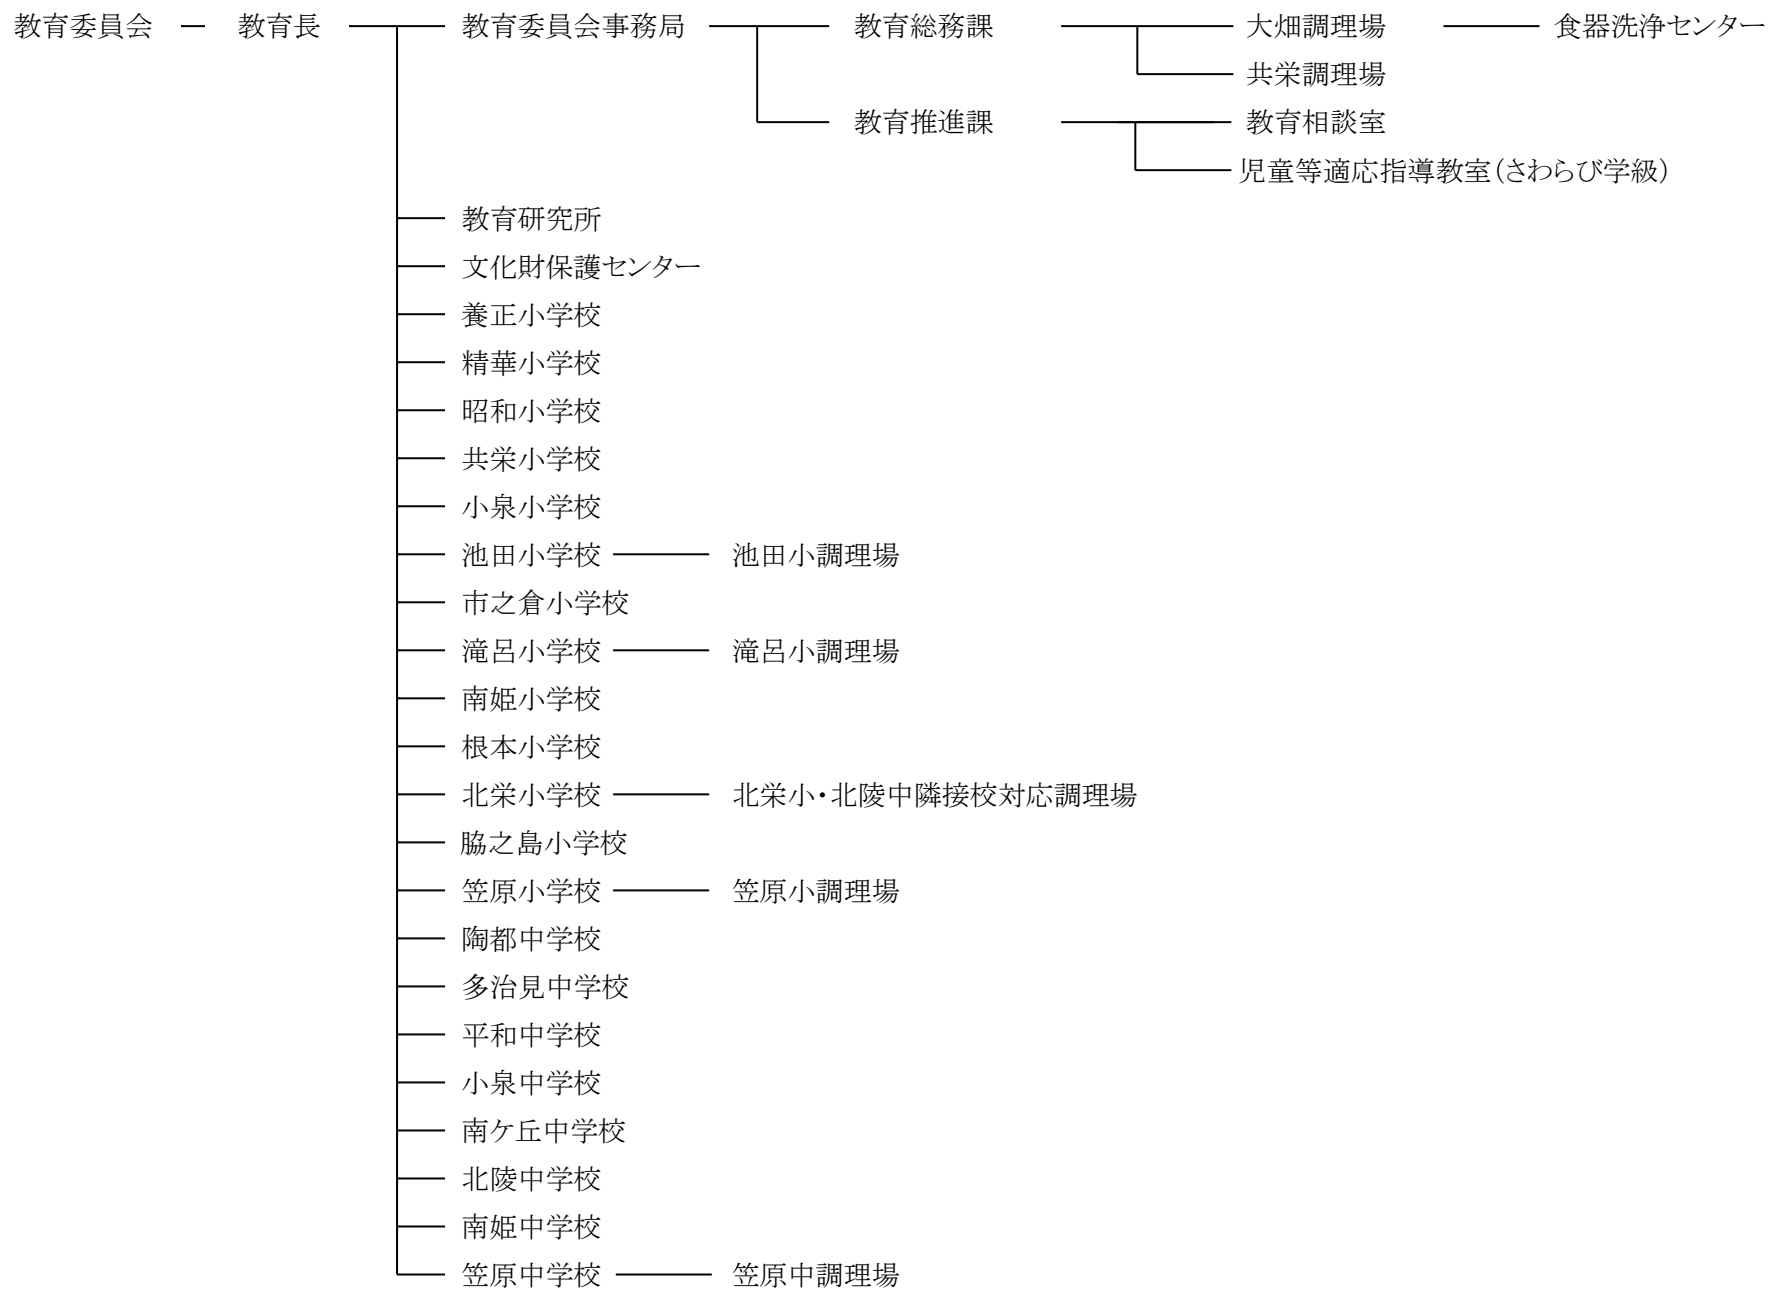 教育委員会 教育長 教育委員会事務局 教育総務課 大畑調理場 食器洗浄センター
共栄調理場
教育推進課 教育相談室
児童等適応指導教室(さわらび学級)
教育研究所
文化財保護センター
養正小学校
精華小学校
昭和小学校
共栄小学校
小泉小学校
池田小学校 池田小調理場
市之倉小学校
滝呂小学校 滝呂小調理場
南姫小学校
根本小学校
北栄小学校 北栄小・北陵中隣接校対応調理場
脇之島小学校
笠原小学校 笠原小調理場
陶都中学校
多治見中学校
平和中学校
小泉中学校
南ケ丘中学校
北陵中学校
南姫中学校
笠原中学校 笠原中調理場